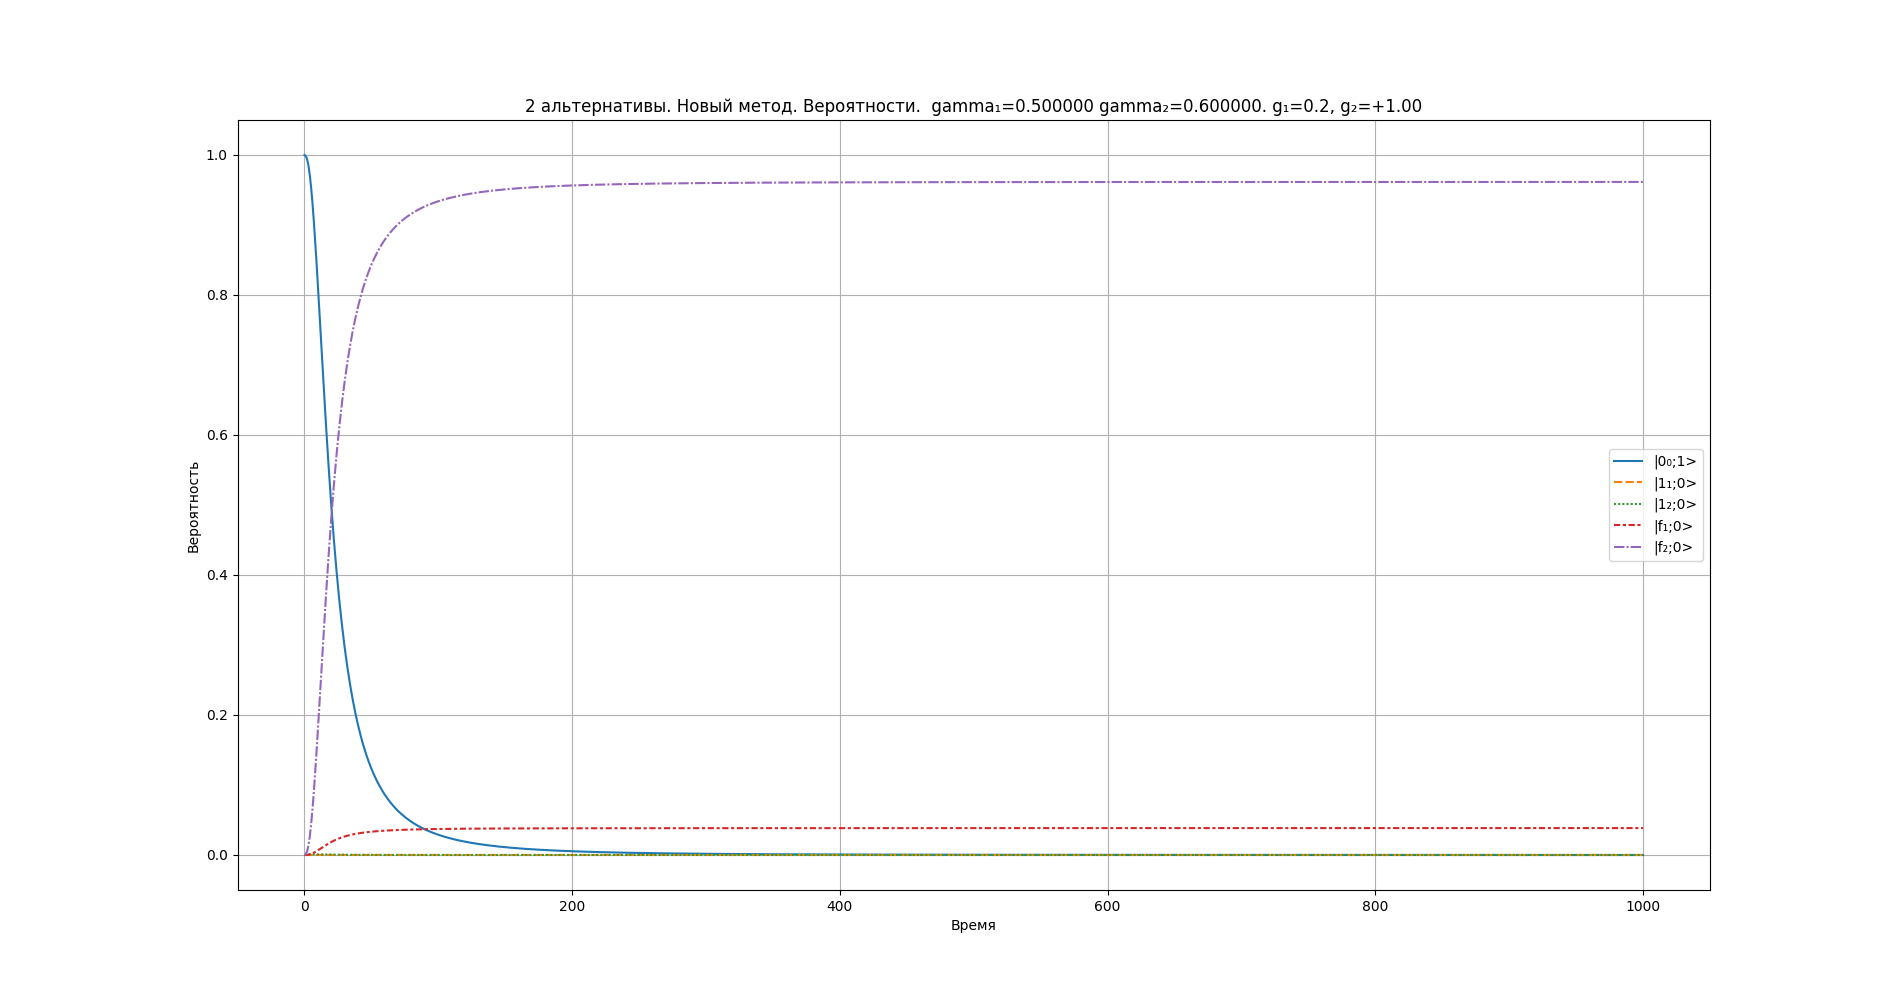 2 альтернативы. Новый метод. Вероятности.  gamma₁=0.500000 gamma₂=0.600000. g₁=0.2, g₂=+1.00
1.0
0.8
0.6
0.4
0.2
0.0
Вероятность
|0₀;1>
|1₁;0>
|1₂;0>
|f₁;0>
|f₂;0>
0 200 400 600 800 1000
Время